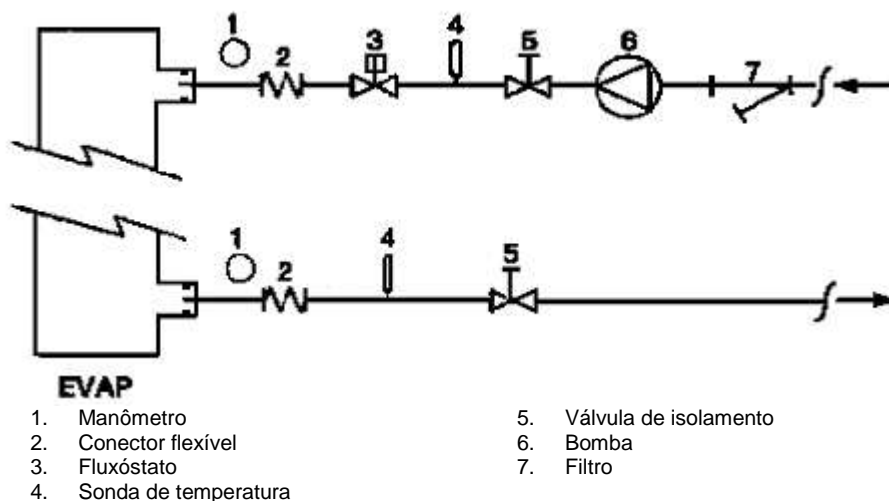 4
3 5 6
1 2 7
4
1 5
2
EVAP
1. Manômetro
2. Conector flexível
3. Fluxóstato
4. Sonda de temperatura
5. Válvula de isolamento
6. Bomba
7. Filtro